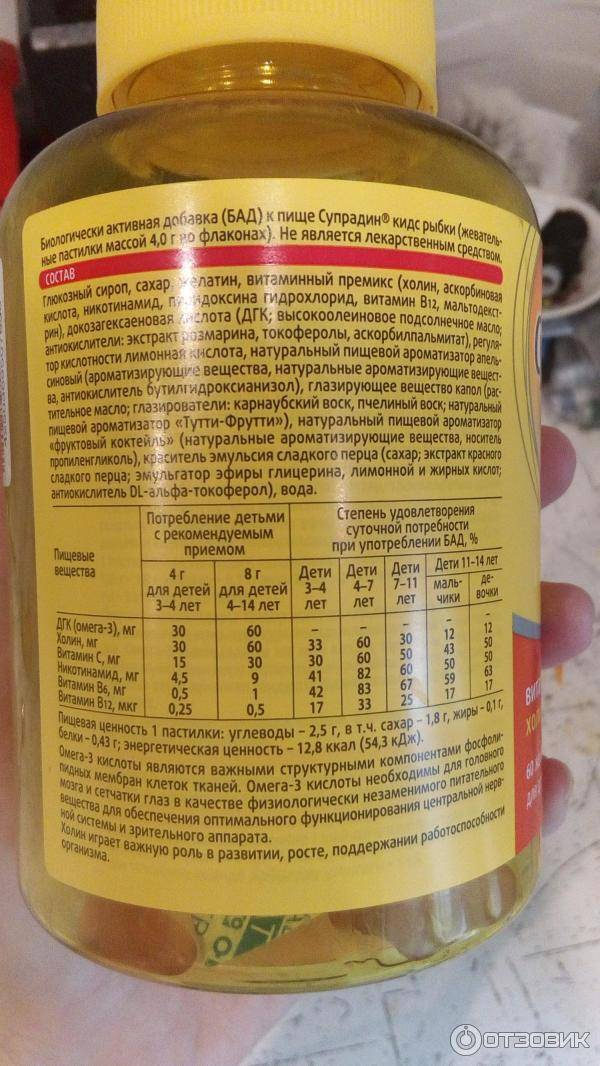 Биологически активная добавка (БАД) к пище Супрадин® кидс рыбки (жеватель-
ные пастилки массой 4,0 г во флаконах). Не является лекарственным средством.
СОСТАВ
Глюкозный сироп, сахар, желатин, витаминный премикс (холин, аскорбиновая
кислота, никотинамид, пиридоксина гидрохлорид, витамин В12, мальтодекст-
рин), докозагексаеновая кислота (ДГК; высокоолеиновое подсолнечное масло;
антиокислители: экстракт розмарина, токоферолы, аскорбилпальмитат), регуля-
тор кислотности лимонная кислота, натуральный пищевой ароматизатор апель-
синовый (ароматизирующие вещества, натуральные ароматизирующие вещест-
ва, антиокислитель бутилгидроксианизол), глазирующее вещество капол (рас-
тительное масло; глазирователи: карнаубский воск, пчелиный воск; натуральный
пищевой ароматизатор «Тутти-Фрутти»), натуральный пищевой ароматизатор
«фруктовый коктейль» (натуральные ароматизирующие вещества, носитель
пропиленгликоль), краситель эмульсия сладкого перца (сахар; экстракт красного
сладкого перца; эмульгатор эфиры глицерина, лимонной и жирных кислот;
антиокислитель DL-альфа-токоферол), вода.
Пищевые вещества Потребление детьми с рекомендуемым приемом Степень удовлетворения суточной потребности при употреблении БАД, %
4 г для детей 3–4 лет 8 г для детей 4–14 лет Дети 3–4 лет Дети 4–7 лет Дети 7–11 лет Дети 11–14 лет
маль-чики де-вочки
ДГК (омега-3), мг 30 60 – – – – –
Холин, мг 30 60 33 60 30 12 12
Витамин С, мг 15 30 30 60 50 43 50
Никотинамид, мг 4,5 9 41 82 60 50 50
Витамин В6, мг 0,5 1 42 83 67 59 63
Витамин В12, мкг 0,25 0,5 17 33 25 17 17
Пищевая ценность 1 пастилки: углеводы – 2,5 г, в т.ч. сахар – 1,8 г, жиры – 0,1 г,
белки – 0,43 г; энергетическая ценность – 12,8 ккал (54,3 кДж).
Омега-3 кислоты являются важными структурными компонентами фосфоли-
пидных мембран клеток тканей. Омега-3 кислоты необходимы для головного
мозга и сетчатки глаз в качестве физиологически незаменимого питательного
вещества для обеспечения оптимального функционирования центральной нерв-
ной системы и зрительного аппарата.
Холин играет важную роль в развитии, росте, поддержании работоспособности
организма.
ОТЗОВИК